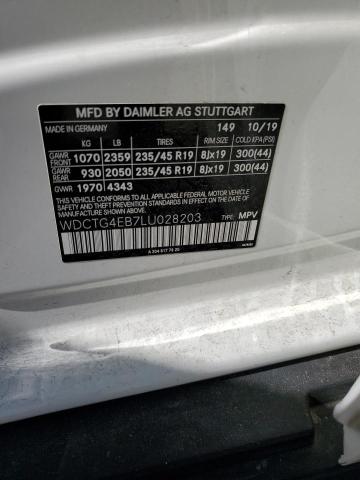 MFD BY DAIMLER AG STUTTGART
149 10/19
KG LB TIRES RIM SIZE COLD KPA (PSI)
GAWR FRONT 1070 2359 235/45 R19 8Jx19 300(44)
GAWR REAR 930 2050 235/45 R19 8Jx19 300(44)
GVWR 1970 4343
THIS VEHICLE CONFORMS TO ALL APPLICABLE FEDERAL MOTOR VEHICLE
SAFETY, BUMPER, AND THEFT PREVENTION STANDARDS IN EFFECT ON THE
DATE OF MANUFACTURE SHOWN ABOVE.
WDCTG4EB7LU028203 TYPE: MPV